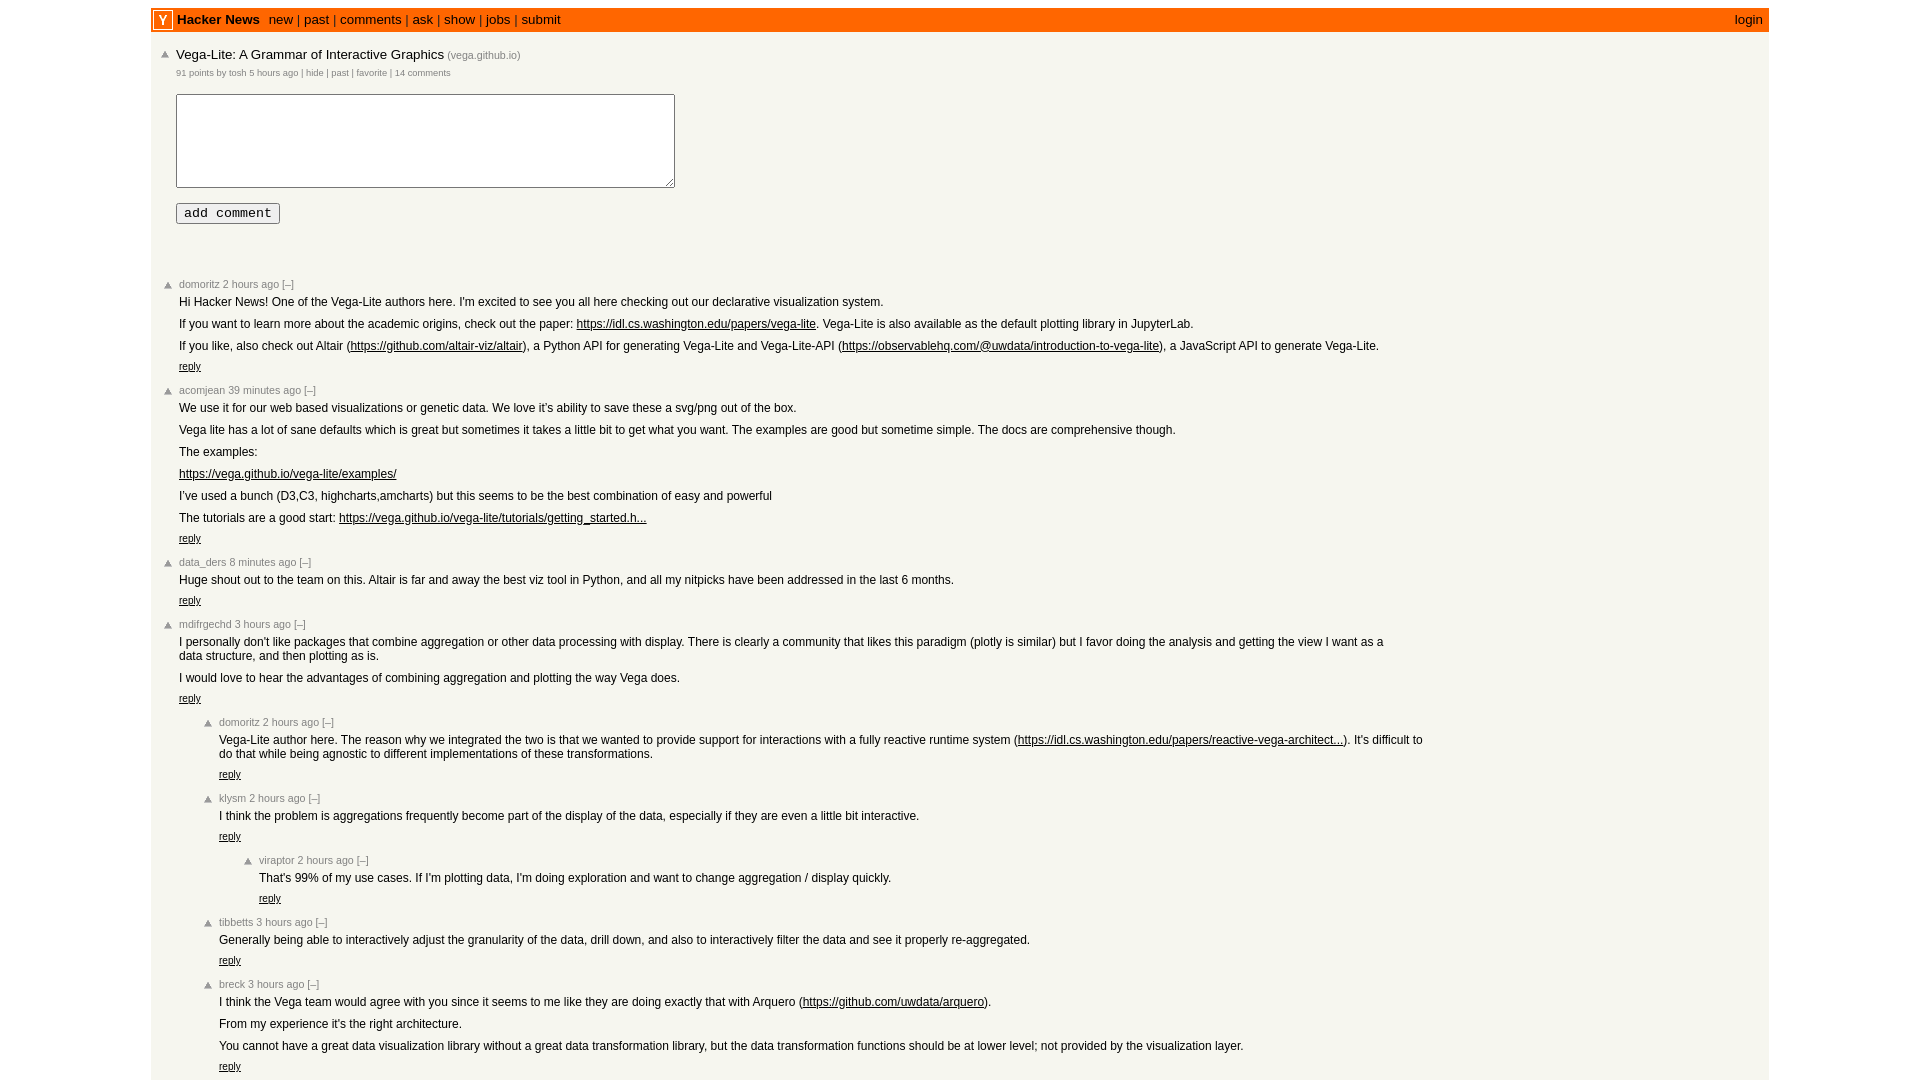 Y Hacker News new | past | comments | ask | show | jobs | submit login
Vega-Lite: A Grammar of Interactive Graphics (vega.github.io)
91 points by tosh 5 hours ago | hide | past | favorite | 14 comments
add comment
domoritz 2 hours ago [–]
Hi Hacker News! One of the Vega-Lite authors here. I'm excited to see you all here checking out our declarative visualization system.
If you want to learn more about the academic origins, check out the paper: https://idl.cs.washington.edu/papers/vega-lite. Vega-Lite is also available as the default plotting library in JupyterLab.
If you like, also check out Altair (https://github.com/altair-viz/altair), a Python API for generating Vega-Lite and Vega-Lite-API (https://observablehq.com/@uwdata/introduction-to-vega-lite), a JavaScript API to generate Vega-Lite.
reply
acomjean 39 minutes ago [–]
We use it for our web based visualizations or genetic data. We love it’s ability to save these a svg/png out of the box.
Vega lite has a lot of sane defaults which is great but sometimes it takes a little bit to get what you want. The examples are good but sometime simple. The docs are comprehensive though.
The examples:
https://vega.github.io/vega-lite/examples/
I’ve used a bunch (D3,C3, highcharts,amcharts) but this seems to be the best combination of easy and powerful
The tutorials are a good start: https://vega.github.io/vega-lite/tutorials/getting_started.h...
reply
data_ders 8 minutes ago [–]
Huge shout out to the team on this. Altair is far and away the best viz tool in Python, and all my nitpicks have been addressed in the last 6 months.
reply
mdifrgechd 3 hours ago [–]
I personally don't like packages that combine aggregation or other data processing with display. There is clearly a community that likes this paradigm (plotly is similar) but I favor doing the analysis and getting the view I want as a
data structure, and then plotting as is.
I would love to hear the advantages of combining aggregation and plotting the way Vega does.
reply
domoritz 2 hours ago [–]
Vega-Lite author here. The reason why we integrated the two is that we wanted to provide support for interactions with a fully reactive runtime system (https://idl.cs.washington.edu/papers/reactive-vega-architect...). It's difficult to
do that while being agnostic to different implementations of these transformations.
reply
klysm 2 hours ago [–]
I think the problem is aggregations frequently become part of the display of the data, especially if they are even a little bit interactive.
reply
viraptor 2 hours ago [–]
That's 99% of my use cases. If I'm plotting data, I'm doing exploration and want to change aggregation / display quickly.
reply
tibbetts 3 hours ago [–]
Generally being able to interactively adjust the granularity of the data, drill down, and also to interactively filter the data and see it properly re-aggregated.
reply
breck 3 hours ago [–]
I think the Vega team would agree with you since it seems to me like they are doing exactly that with Arquero (https://github.com/uwdata/arquero).
From my experience it's the right architecture.
You cannot have a great data visualization library without a great data transformation library, but the data transformation functions should be at lower level; not provided by the visualization layer.
reply